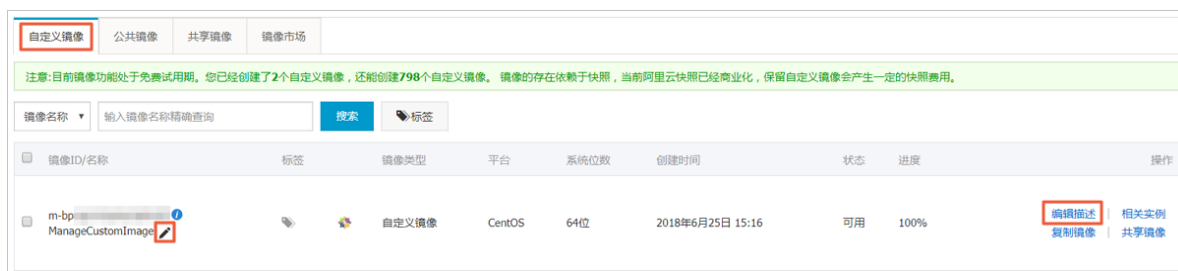 自定义镜像 公共镜像 共享镜像 镜像市场
注意:目前镜像功能处于免费试用期。您已经创建了2个自定义镜像，还能创建798个自定义镜像。 镜像的存在依赖于快照，当前阿里云快照已经商业化，保留自定义镜像会产生一定的快照费用。
镜像名称 输入镜像名称精确查询 搜索 标签
镜像ID/名称 标签 镜像类型 平台 系统位数 创建时间 状态 进度 操作
m-bp
ManageCustomImage 自定义镜像 CentOS 64位 2018年6月25日 15:16 可用 100%
编辑描述 | 相关实例
复制镜像 | 共享镜像